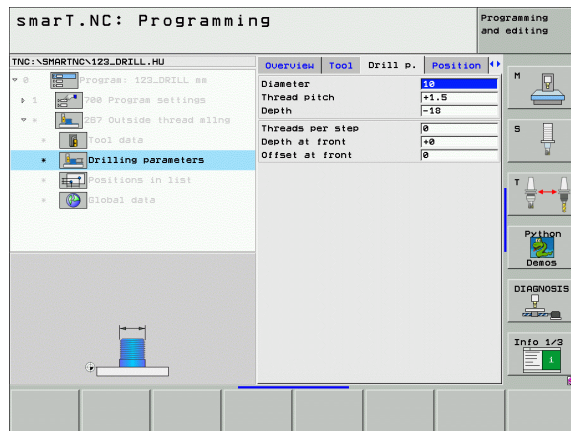 smarT.NC: Programming
Programming and editing
TNC:\SMARTNC\123_DRILL.HU
Overview Tool Drill p. Position
0 Program: 123_DRILL mm
1 700 Program settings
* 287 Outside thread mllng
* Tool data
* Drilling parameters
* Positions in list
* Global data
Diameter 10
Thread pitch +1.5
Depth -18
Threads per step 0
Depth at front +0
Offset at front 0
M
S
T
Python Demos
DIAGNOSIS
Info 1/3
1